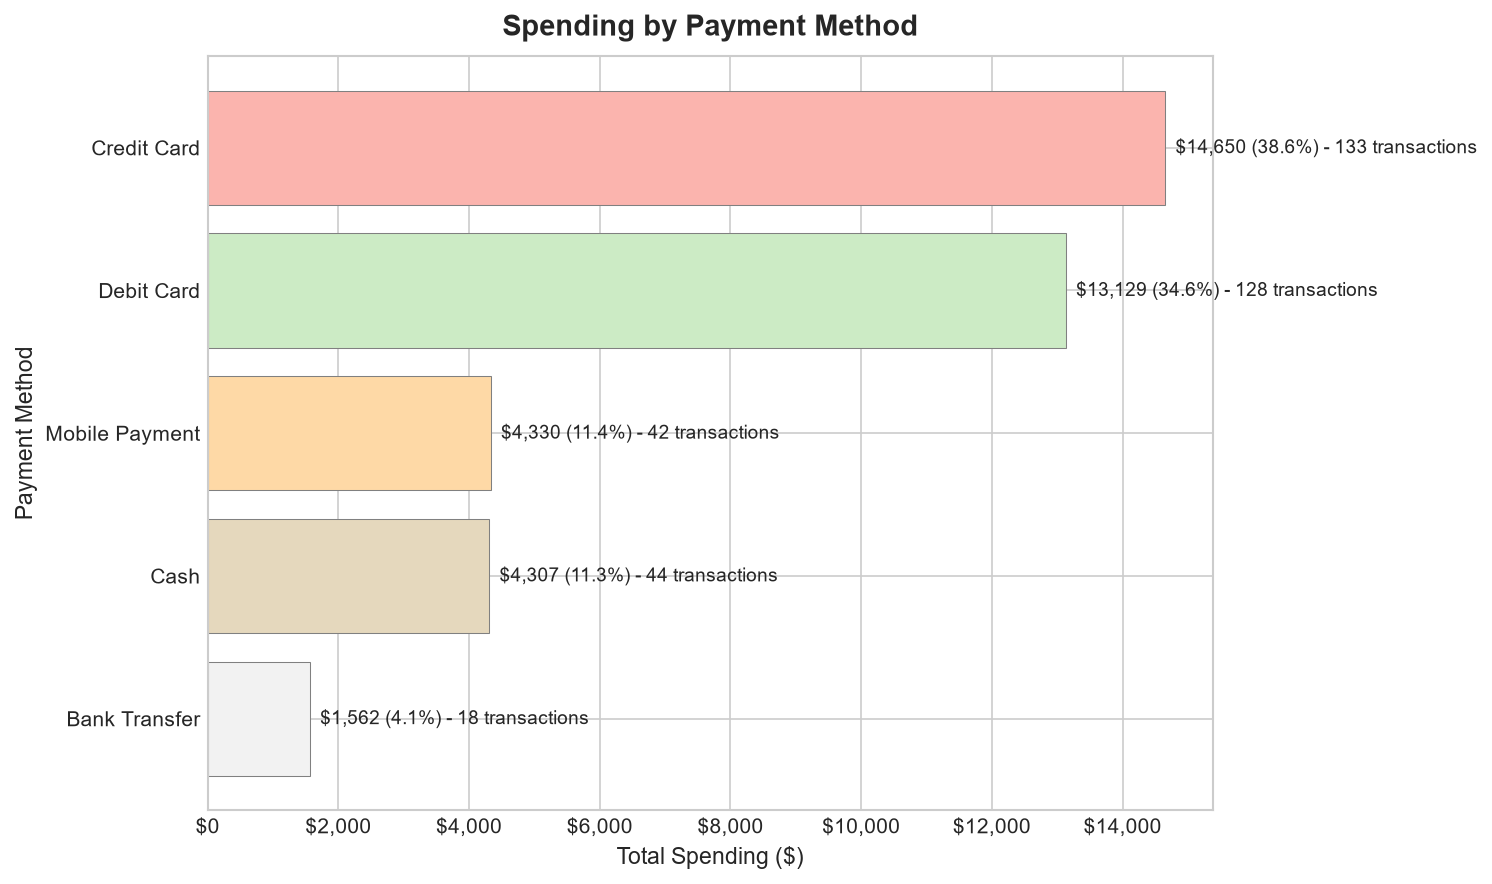 Spending by Payment Method
Credit Card
$14,650 (38.6%) - 133 transactions
Debit Card
$13,129 (34.6%) - 128 transactions
Mobile Payment
$4,330 (11.4%) - 42 transactions
Cash
$4,307 (11.3%) - 44 transactions
Bank Transfer
$1,562 (4.1%) - 18 transactions
Payment Method
$0 $2,000 $4,000 $6,000 $8,000 $10,000 $12,000 $14,000
Total Spending ($)